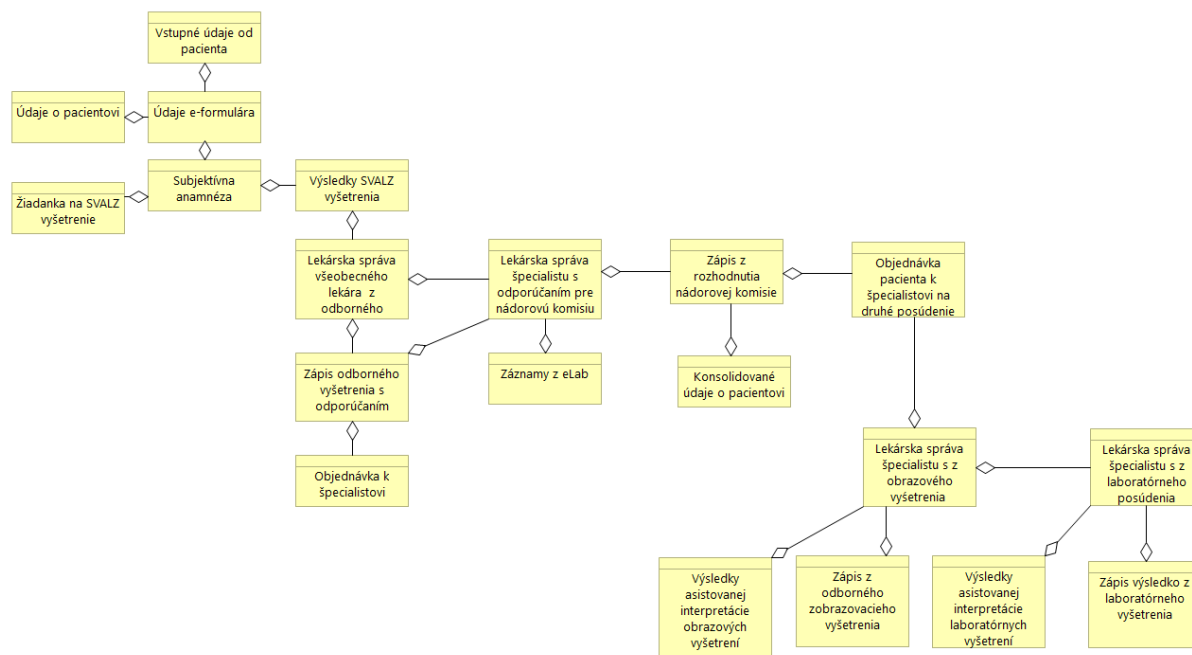 Vstupné údaje od
pacienta
Údaje o pacientovi
Údaje e-formulára
Subjektívna
anamnéza
Výsledky SVALZ
vyšetrenia
Žiadanka na SVALZ
vyšetrenie
Lekárska správa
všeobecného
lekára z
odborného
Lekárska správa
špecialistu s
odporúčaním pre
nádorovú komisiu
Zápis z
rozhodnutia
nádorovej komisie
Objednávka
pacienta k
špecialistovi na
druhé posúdenie
Zápis odborného
vyšetrenia s
odporúčaním
Záznamy z eLab
Konsolidované
údaje o pacientovi
Objednávka k
špecialistovi
Lekárska správa
špecialistu s z
obrazového
vyśetrenia
Lekárska správa
špecialistu s z
laboratórneho
posúdenia
Výsledky
asistovanej
interpretácie
obrazových
vyšetrení
Zápis z
odborného
zobrazovacieho
vyšetrenia
Výsledky
asistovanej
interpretácie
laboratórnych
vyšetrení
Zápis výsledko z
laboratórneho
vyšetrenia